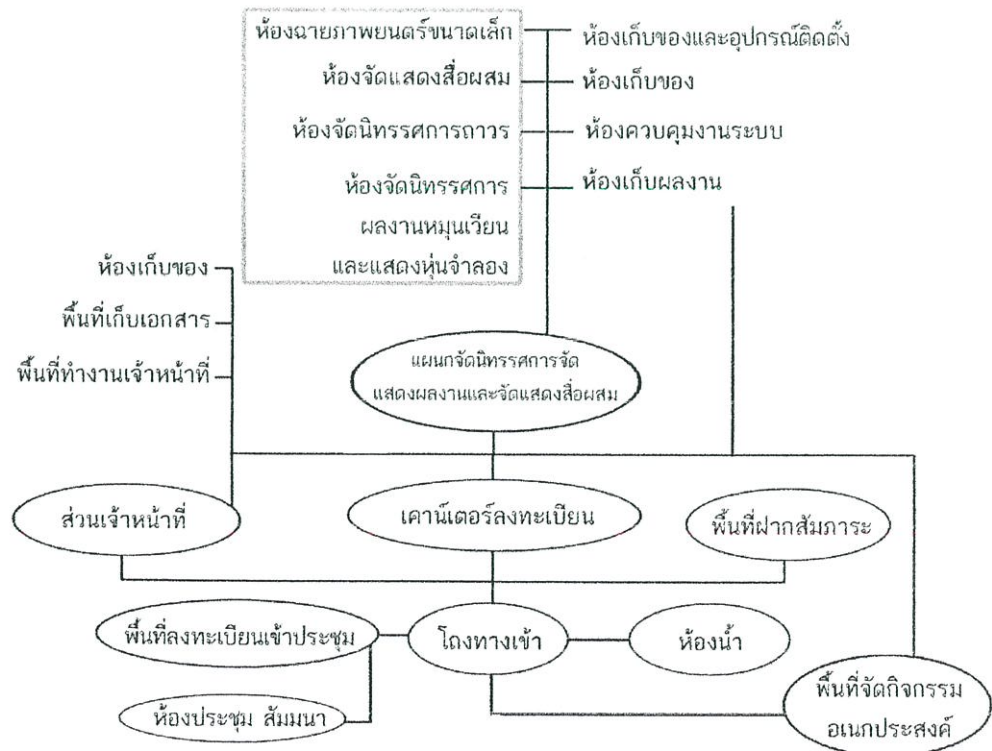 ห้องฉายภาพยนตร์ขนาดเล็ก
ห้องเก็บของและอุปกรณ์ติดตั้ง
ห้องจัดแสดงสื่อผสม
ห้องเก็บของ
ห้องจัดนิทรรศการถาวร
ห้องควบคุมงานระบบ
ห้องจัดนิทรรศการ
ผลงานหมุนเวียน
และแสดงหุ่นจำลอง
ห้องเก็บผลงาน
ห้องเก็บของ
พื้นที่เก็บเอกสาร
พื้นที่ทำงานเจ้าหน้าที่
แผนกจัดนิทรรศการจัด
แสดงผลงานและจัดแสดงสื่อผสม
ส่วนเจ้าหน้าที่
เคาน์เตอร์ลงทะเบียน
พื้นที่ฝากสัมภาระ
พื้นที่ลงทะเบียนเข้าประชุม
โถงทางเข้า
ห้องน้ำ
ห้องประชุม สัมมนา
พื้นที่จัดกิจกรรม
อเนกประสงค์